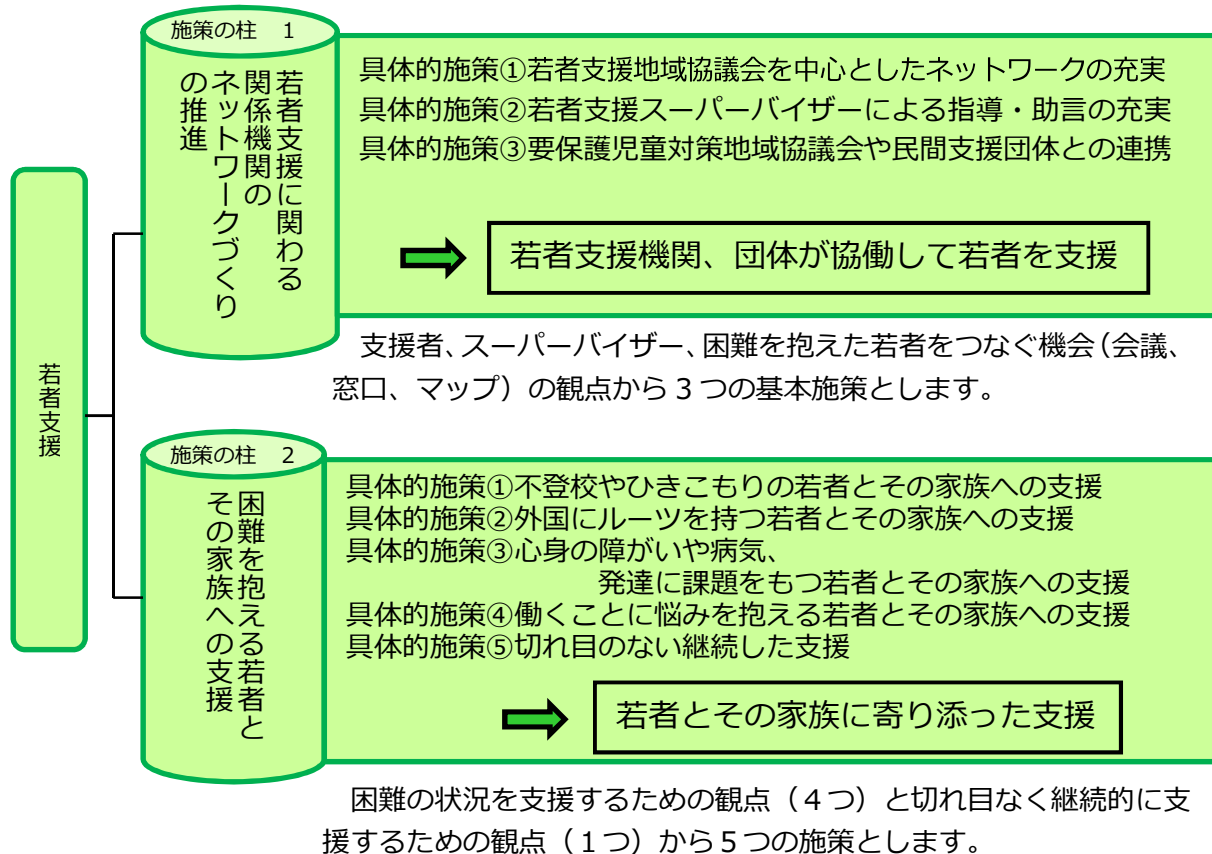 若者支援
施策の柱　1
若者支援に関わる
関係機関の
ネットワークづくり
の推進
具体的施策①若者支援地域協議会を中心としたネットワークの充実
具体的施策②若者支援スーパーバイザーによる指導・助言の充実
具体的施策③要保護児童対策地域協議会や民間支援団体との連携
若者支援機関、団体が協働して若者を支援
支援者、スーパーバイザー、困難を抱えた若者をつなぐ機会（会議、
窓口、マップ）の観点から３つの基本施策とします。
施策の柱　2
困難を抱える若者と
その家族への支援
具体的施策①不登校やひきこもりの若者とその家族への支援
具体的施策②外国にルーツを持つ若者とその家族への支援
具体的施策③心身の障がいや病気、
発達に課題をもつ若者とその家族への支援
具体的施策④働くことに悩みを抱える若者とその家族への支援
具体的施策⑤切れ目のない継続した支援
若者とその家族に寄り添った支援
困難の状況を支援するための観点（４つ）と切れ目なく継続的に支
援するための観点（１つ）から５つの施策とします。